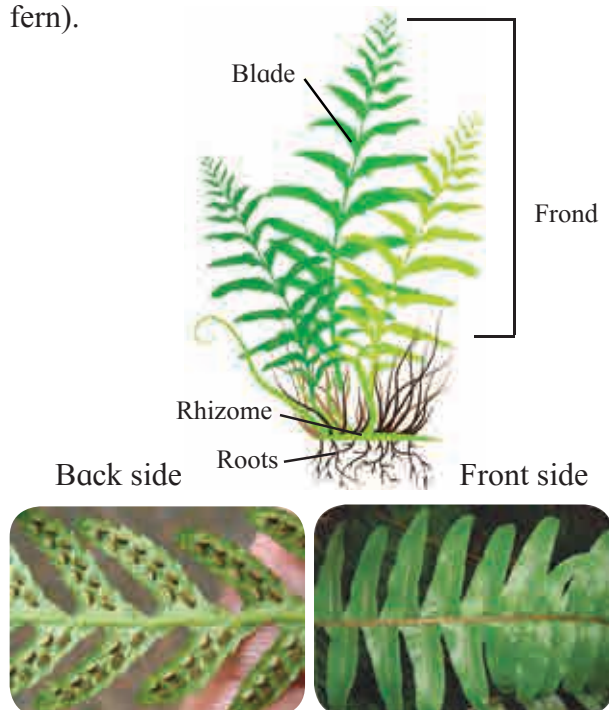 fern).
Blade
Frond
Rhizome
Roots
Back side
Front side